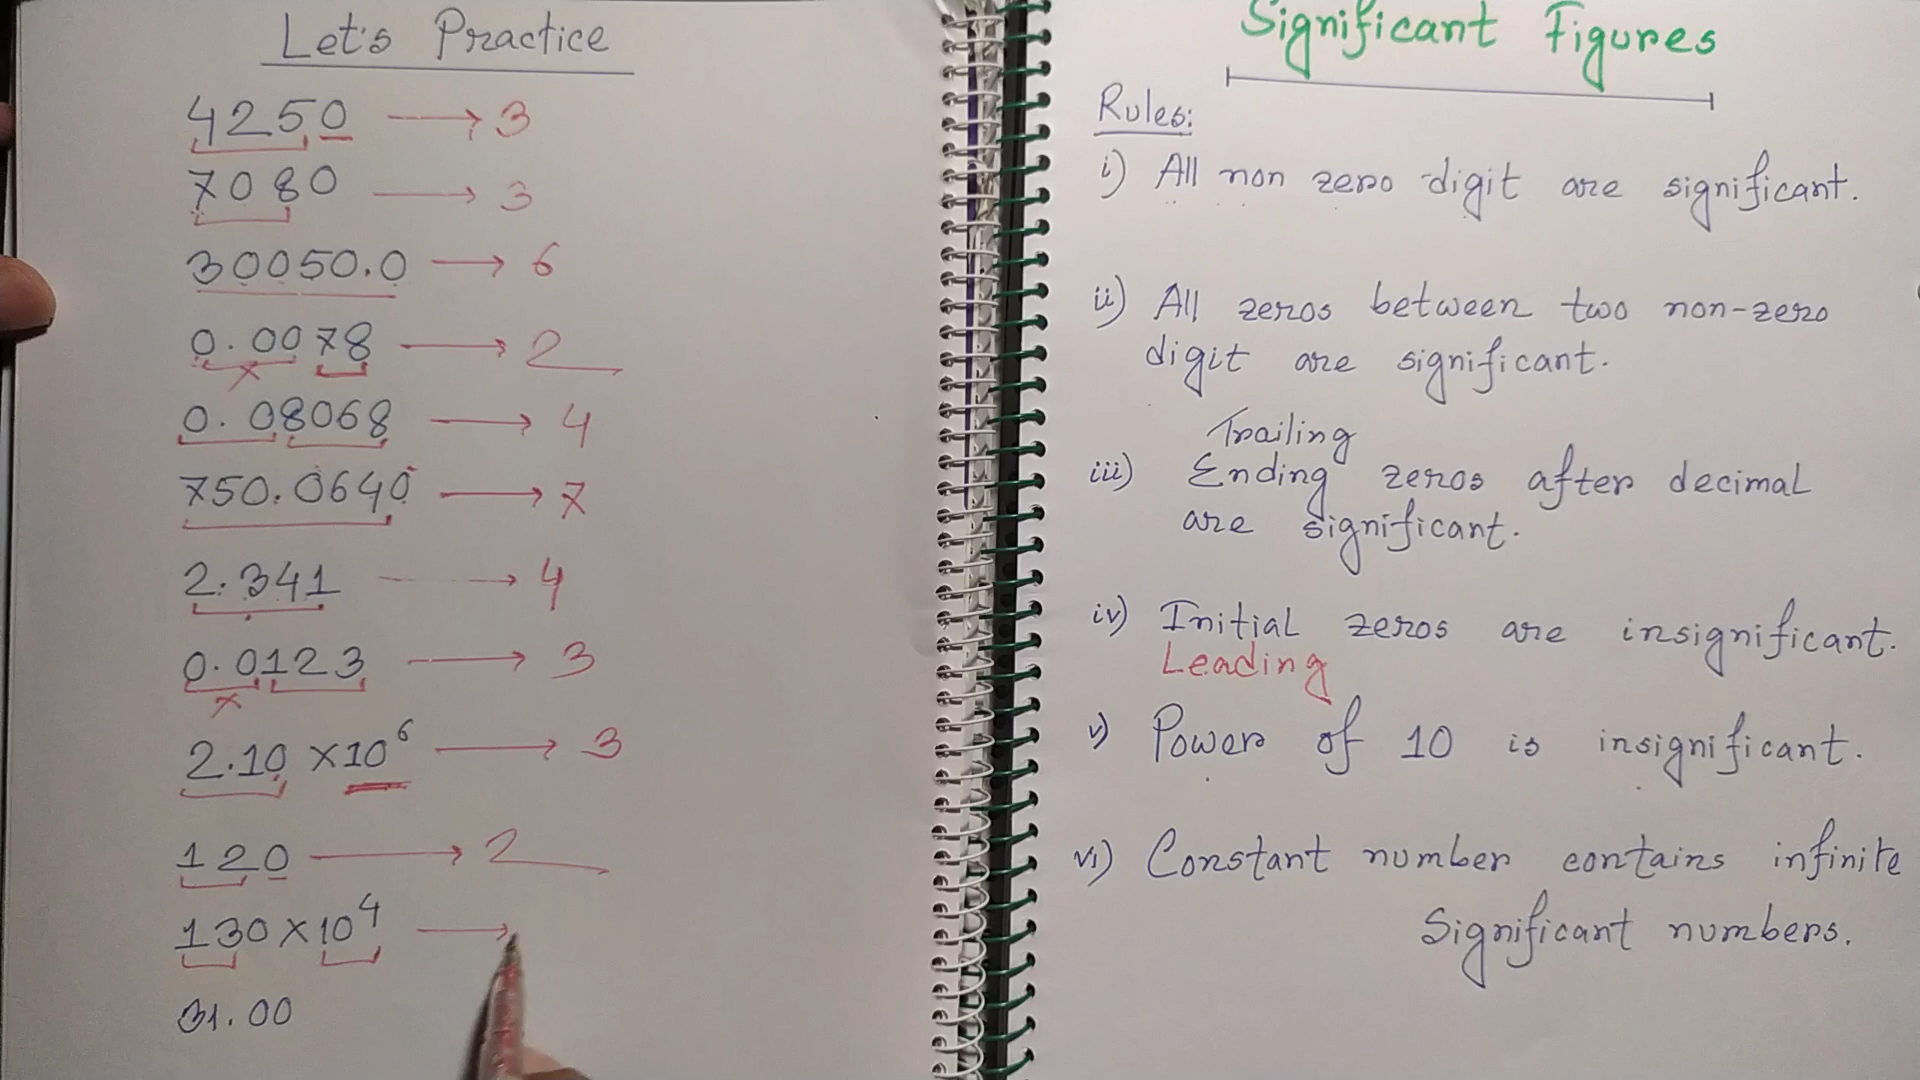 Let's Practice
4250 → 3
7080 → 3
30050.0 → 6
0.0078 → 2
0.08068 → 4
750.0640 → 7
2.341 → 4
0.0123 → 3
2.10 ×10⁶ → 3
120 → 2
130×10⁴ →
31.00
Significant Figures
Rules:
i) All non zero digit are significant.
ii) All zeros between two non-zero
digit are significant.
Trailing
iii) Ending zeros after decimal
are significant.
iv) Initial zeros are insignificant.
Leading
v) Power of 10 is insignificant.
vi) Constant number contains infinite
Significant numbers.